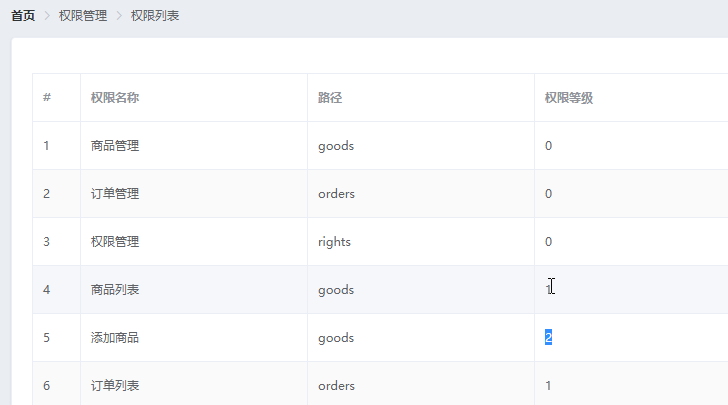 首页 > 权限管理 > 权限列表
# 权限名称 路径 权限等级
1 商品管理 goods 0
2 订单管理 orders 0
3 权限管理 rights 0
4 商品列表 goods 1
5 添加商品 goods 2
6 订单列表 orders 1